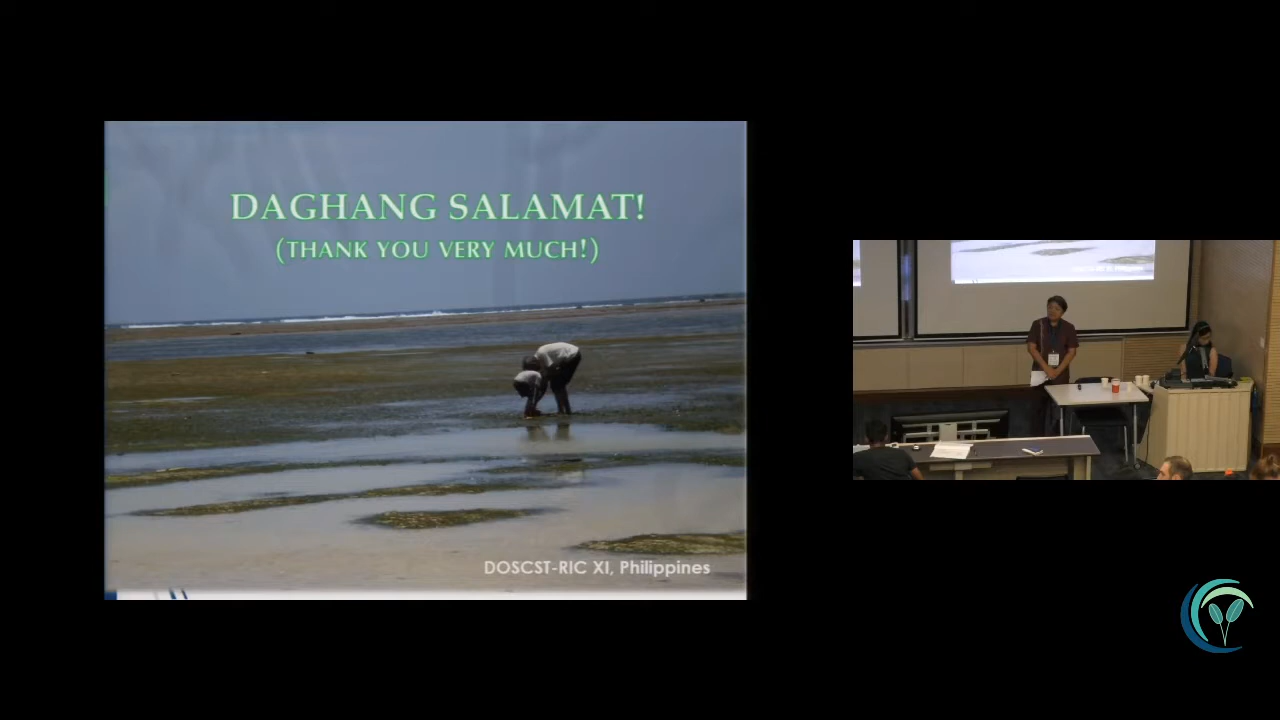 DAGHANG SALAMAT!
(THANK YOU VERY MUCH!)
DOSCST-RIC XI, Philippines